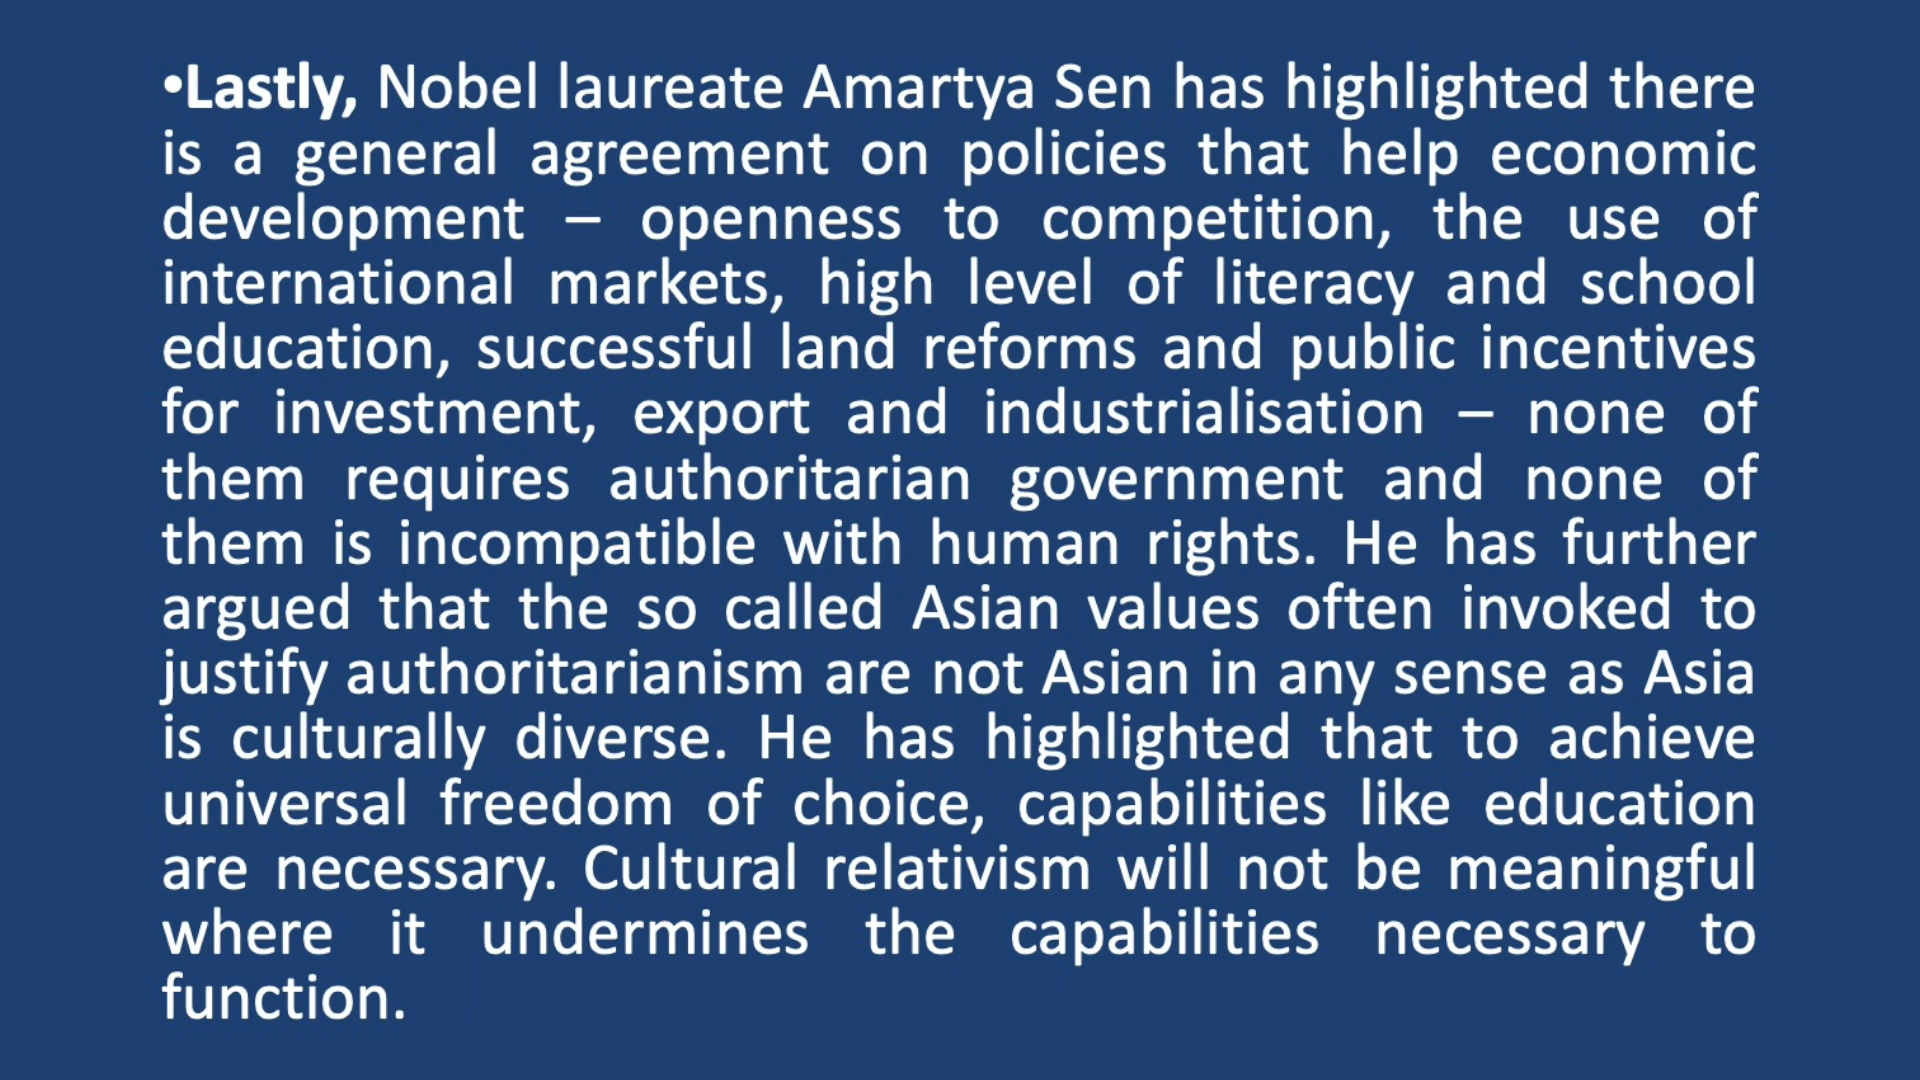 •Lastly, Nobel laureate Amartya Sen has highlighted there
is a general agreement on policies that help economic
development – openness to competition, the use of
international markets, high level of literacy and school
education, successful land reforms and public incentives
for investment, export and industrialisation – none of
them requires authoritarian government and none of
them is incompatible with human rights. He has further
argued that the so called Asian values often invoked to
justify authoritarianism are not Asian in any sense as Asia
is culturally diverse. He has highlighted that to achieve
universal freedom of choice, capabilities like education
are necessary. Cultural relativism will not be meaningful
where it undermines the capabilities necessary to
function.